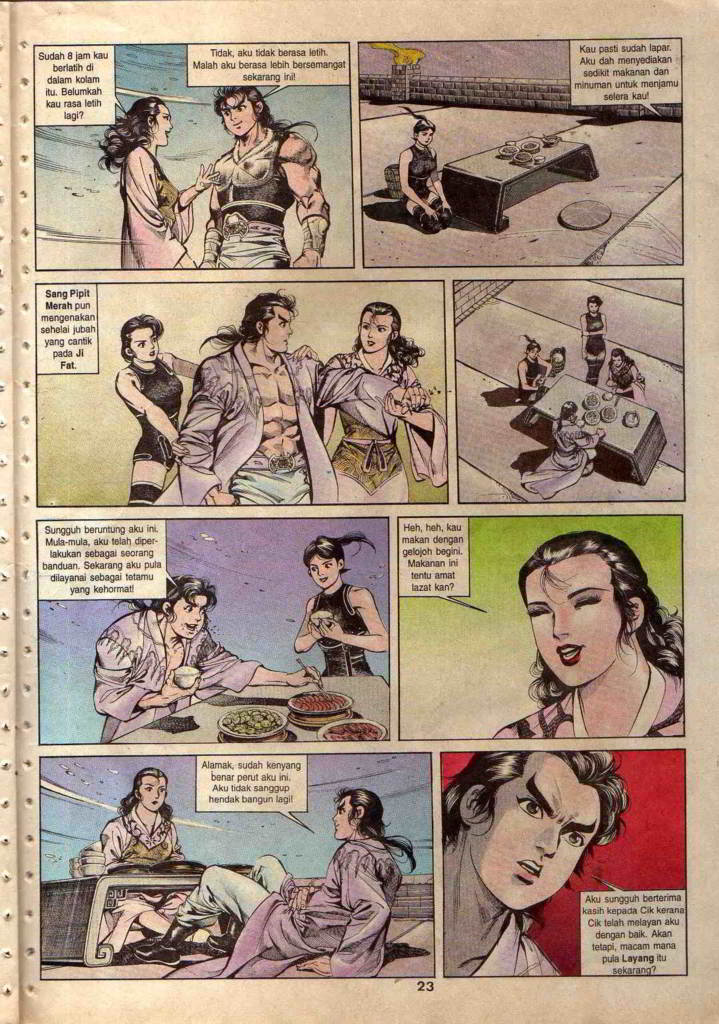 Sudah 8 jam kau
berlatih di
dalam kolam
itu. Belumkah
kau rasa letih
lagi?
Tidak, aku tidak berasa letih.
Malah aku berasa lebih bersemangat
sekarang ini!
Kau pasti sudah lapar.
Aku dah menyediakan
sedikit makanan dan
minuman untuk menjamu
selera kau!
Sang Pipit
Merah pun
mengenakan
sehelai jubah
yang cantik
pada Ji
Fat.
Sungguh beruntung aku ini.
Mula-mula, aku telah diper-
lakukan sebagai seorang
banduan. Sekarang aku pula
dilayanai sebagai tetamu
yang kehormat!
Heh, heh, kau
makan dengan
gelojoh begini.
Makanan ini
tentu amat
lazat kan?
Alamak, sudah kenyang
benar perut aku ini.
Aku tidak sanggup
hendak bangun lagi!
Aku sungguh berterima
kasih kepada Cik kerana
Cik telah melayan aku
dengan baik. Akan
tetapi, macam mana
pula Layang itu
sekarang?
23